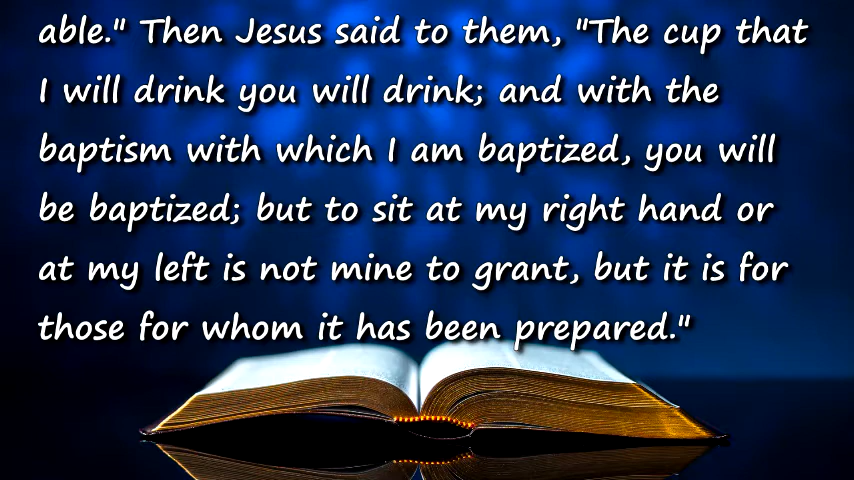 able." Then Jesus said to them, "The cup that
I will drink you will drink; and with the
baptism with which I am baptized, you will
be baptized; but to sit at my right hand or
at my left is not mine to grant, but it is for
those for whom it has been prepared."